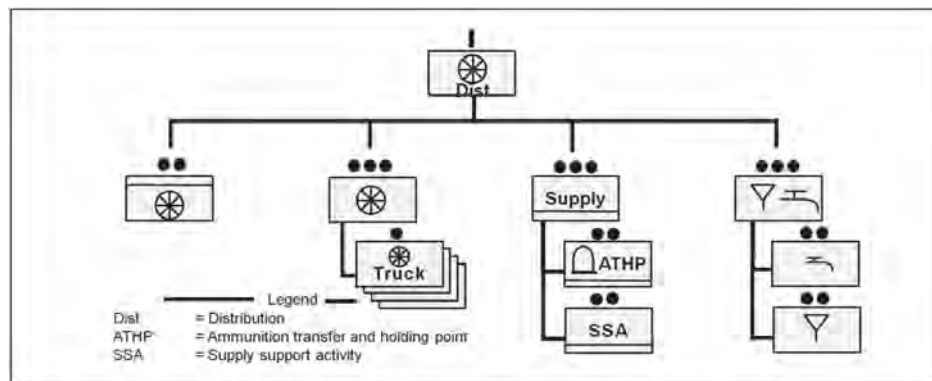 Dist
Supply
Truck
ATHP
SSA
Legend
Dist = Distribution
ATHP = Ammunition transfer and holding point
SSA = Supply support activity